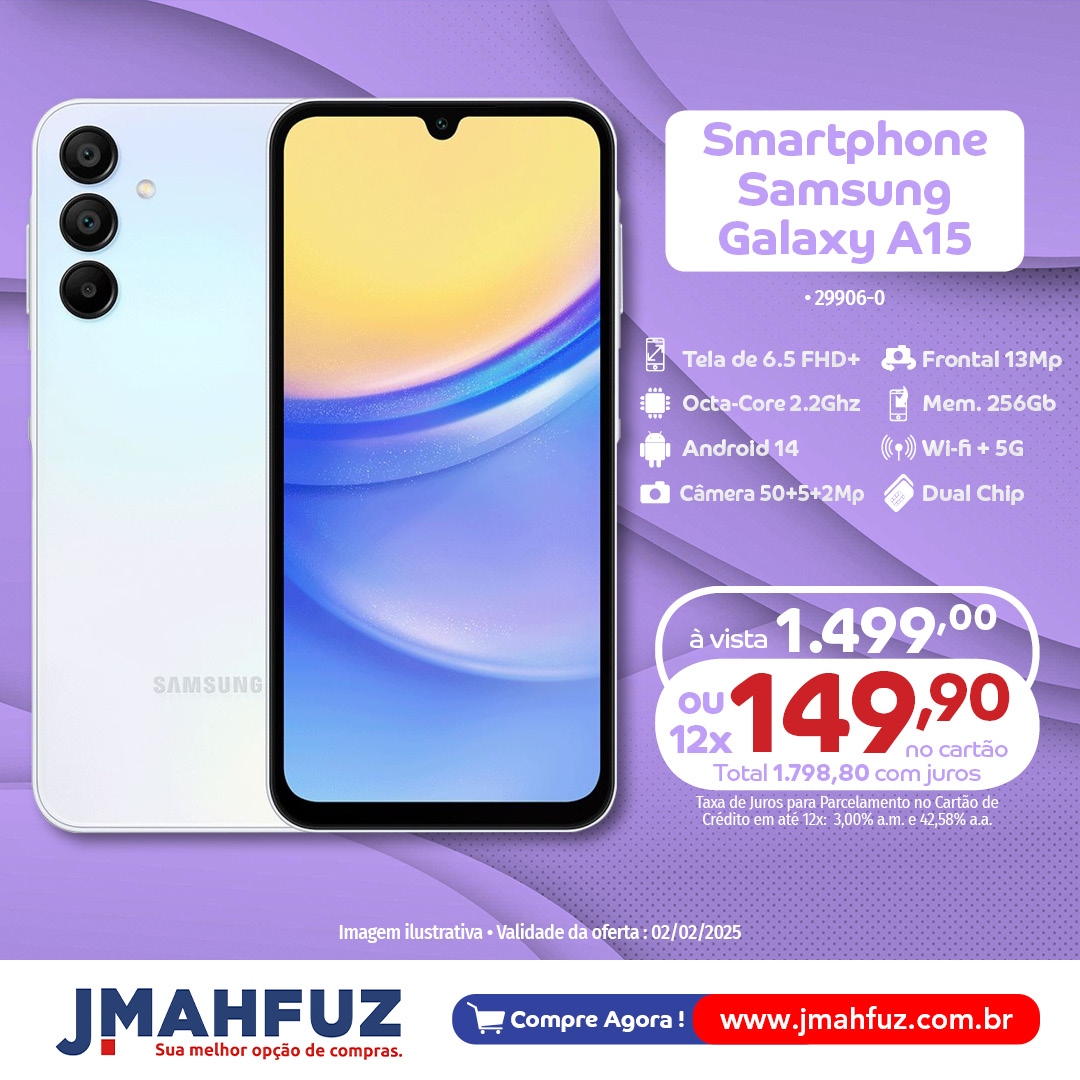 Smartphone
Samsung
Galaxy A15
• 29906-0
Tela de 6.5 FHD+
Frontal 13Mp
Octa-Core 2.2Ghz
Mem. 256Gb
Android 14
Wi-fi + 5G
Câmera 50+5+2Mp
Dual Chip
SAMSUNG
à vista 1.499,00
ou 12x 149,90 no cartão
Total 1.798,80 com juros
Taxa de Juros para Parcelamento no Cartão de
Crédito em até 12x: 3,00% a.m. e 42,58% a.a.
Imagem ilustrativa • Validade da oferta : 02/02/2025
JMAHFUZ
Sua melhor opção de compras.
Compre Agora !
www.jmahfuz.com.br